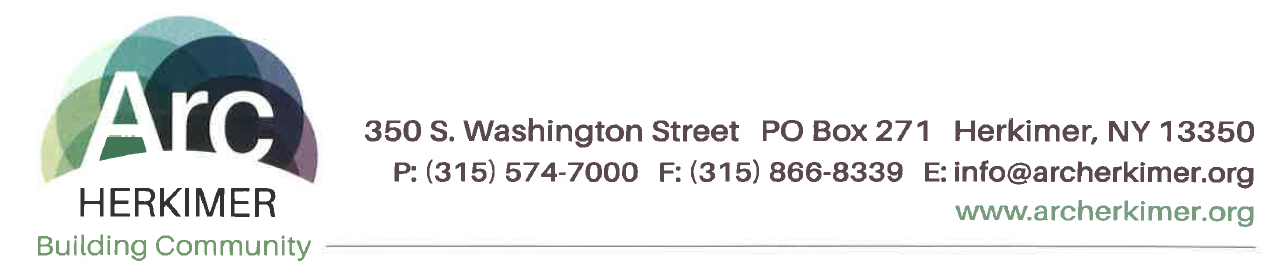 Arc
HERKIMER
Building Community
350 S. Washington Street PO Box 271 Herkimer, NY 13350
P: (315) 574-7000 F: (315) 866-8339 E: info@archerkimer.org
www.archerkimer.org